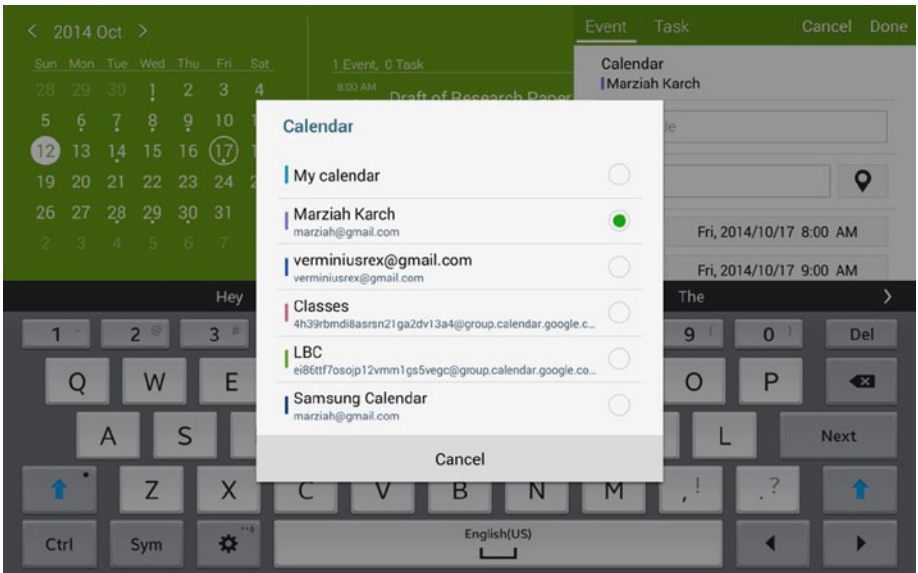 < 2014 Oct >
Event Task Cancel Done
Sun Mon Tue Wed Thu Fri Sat
28 29 30 1 2 3 4
5 6 7 8 9 10
12 13 14 15 16 17
19 20 21 22 23 24
26 27 28 29 30 31
2 3 4 5 6 7
1 Event, 0 Task
8:00 AM
Draft of Research Paper
Calendar
Marziah Karch
Fri, 2014/10/17 8:00 AM
Fri, 2014/10/17 9:00 AM
Calendar
My calendar
Marziah Karch
marziah@gmail.com
verminiusrex@gmail.com
verminiusrex@gmail.com
Classes
4h39rbmdi8asrsn21ga2dv13a4@group.calendar.google.c...
LBC
ei86ttf7osojp12vmm1gs5vegc@group.calendar.google.co...
Samsung Calendar
marziah@gmail.com
Cancel
Hey The >
1 - 2 @ 3 # 9 ( 0 ) Del
Q W E O P
A S L Next
Z X C V B N M , ! . ?
Ctrl Sym English(US)